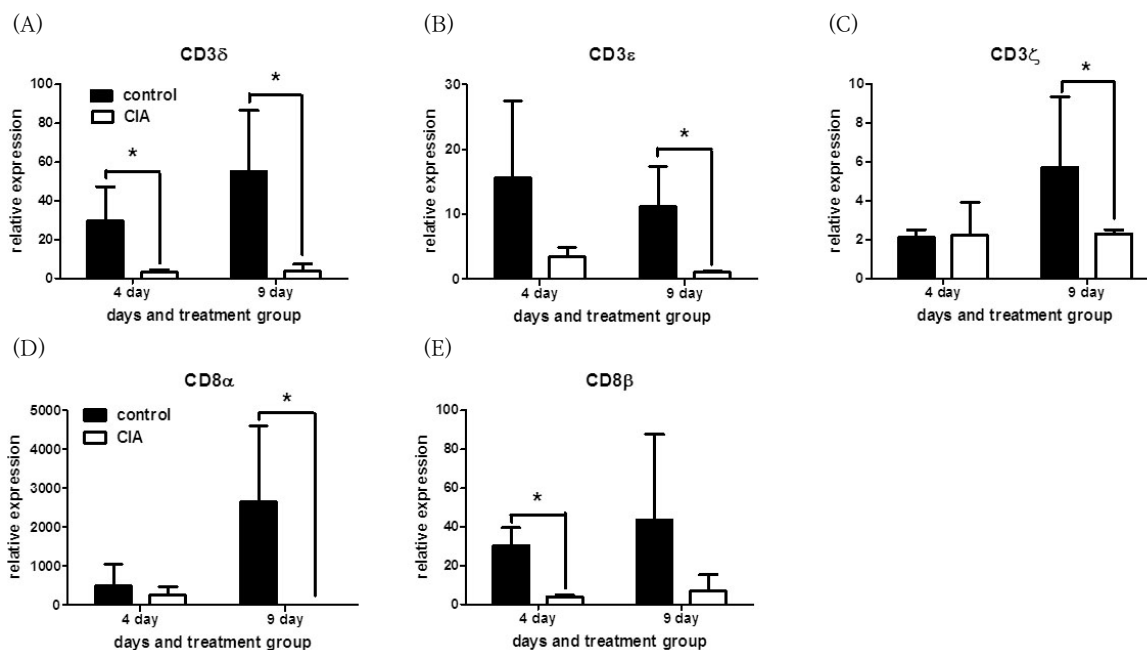 (A)
CD3δ
relative expression
100
80
60
40
20
0
control
CIA
*
*
4 day
9 day
days and treatment group
(B)
CD3ε
relative expression
30
20
10
0
*
4 day
9 day
days and treatment group
(C)
CD3ζ
relative expression
10
8
6
4
2
0
*
4 day
9 day
days and treatment group
(D)
CD8α
relative expression
5000
4000
3000
2000
1000
0
control
CIA
*
4 day
9 day
days and treatment group
(E)
CD8β
relative expression
100
80
60
40
20
0
*
4 day
9 day
days and treatment group